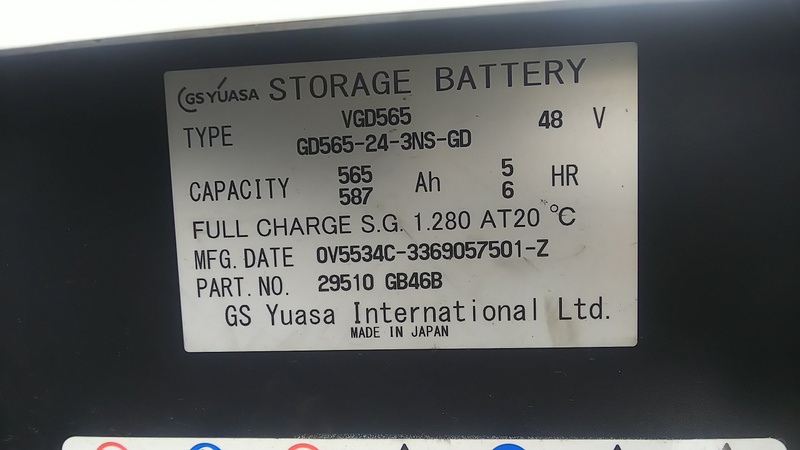 GS YUASA STORAGE BATTERY
TYPE VGD565 48 V
GD565-24-3NS-GD
CAPACITY 565 Ah 5 HR
587 6
FULL CHARGE S.G. 1.280 AT20 °C
MFG. DATE 0V5534C-3369057501-Z
PART. NO. 29510 GB46B
GS Yuasa International Ltd.
MADE IN JAPAN